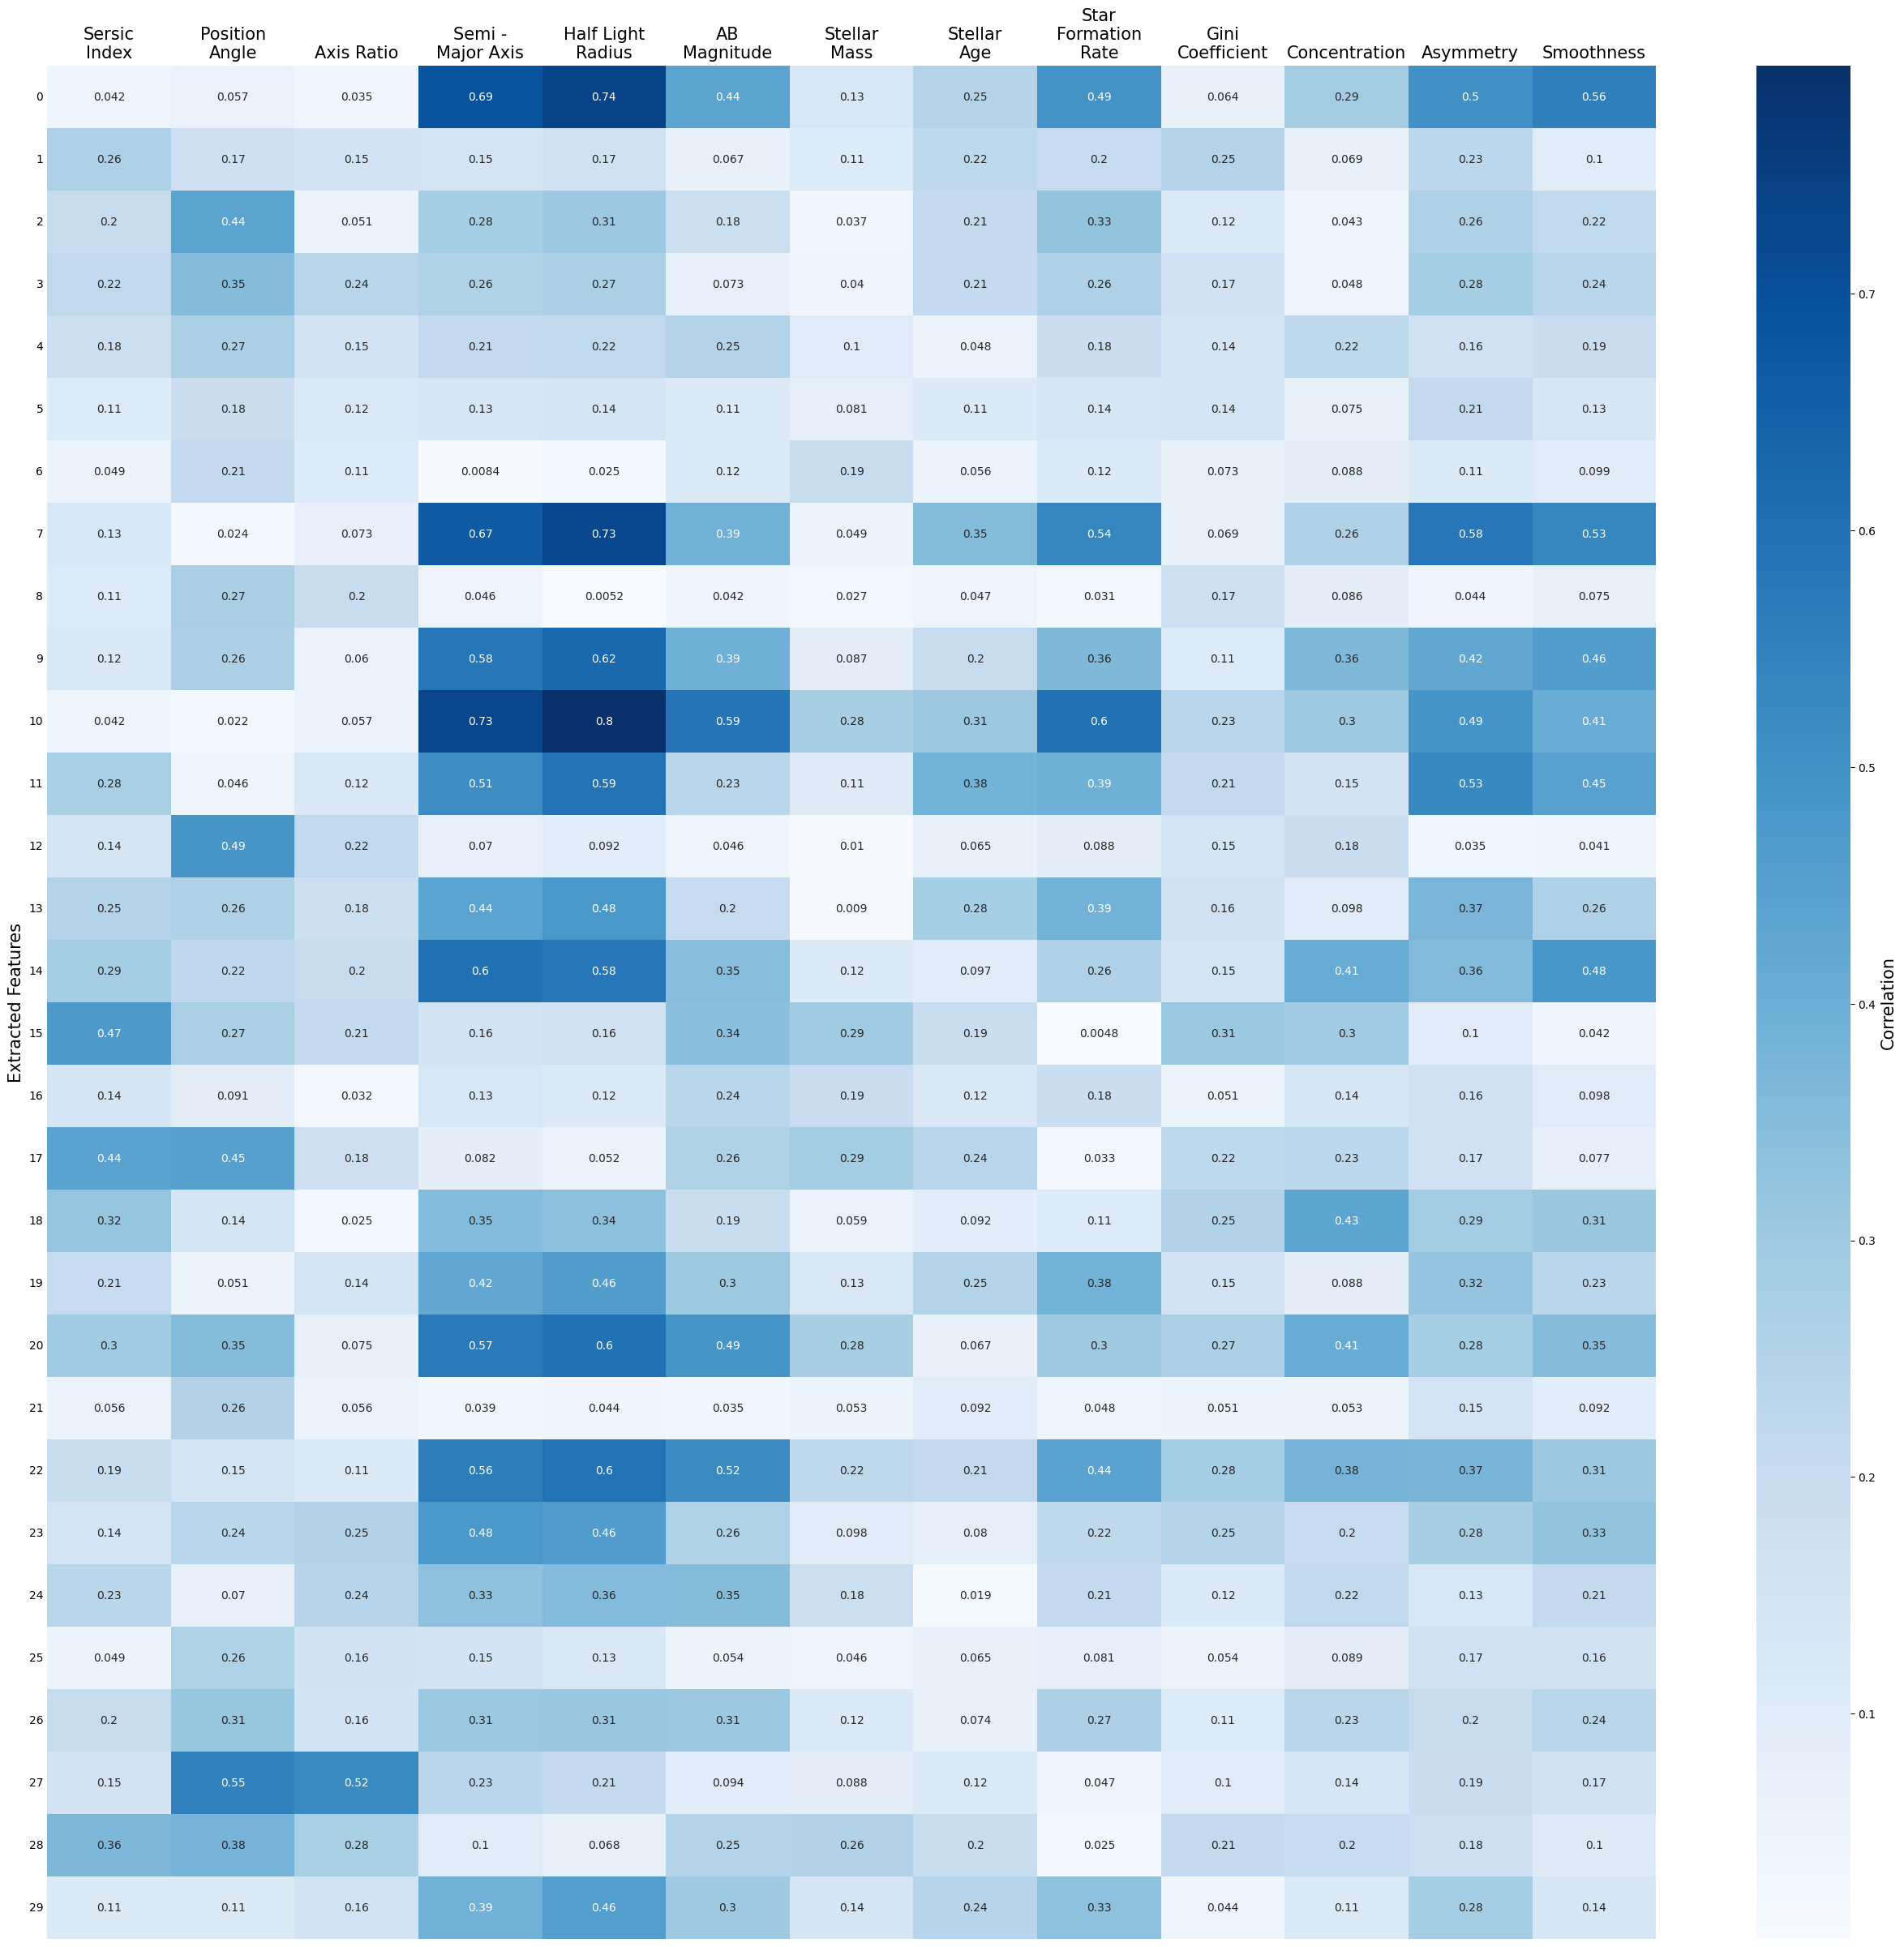 Star
Sersic Position Semi - Half Light AB Stellar Stellar Formation Gini
Index Angle Axis Ratio Major Axis Radius Magnitude Mass Age Rate Coefficient Concentration Asymmetry Smoothness
0 0.042 0.057 0.035 0.69 0.74 0.44 0.13 0.25 0.49 0.064 0.29 0.5 0.56
1 0.26 0.17 0.15 0.15 0.17 0.067 0.11 0.22 0.2 0.25 0.069 0.23 0.1
2 0.2 0.44 0.051 0.28 0.31 0.18 0.037 0.21 0.33 0.12 0.043 0.26 0.22
3 0.22 0.35 0.24 0.26 0.27 0.073 0.04 0.21 0.26 0.17 0.048 0.28 0.24
4 0.18 0.27 0.15 0.21 0.22 0.25 0.1 0.048 0.18 0.14 0.22 0.16 0.19
5 0.11 0.18 0.12 0.13 0.14 0.11 0.081 0.11 0.14 0.14 0.075 0.21 0.13
6 0.049 0.21 0.11 0.0084 0.025 0.12 0.19 0.056 0.12 0.073 0.088 0.11 0.099
7 0.13 0.024 0.073 0.67 0.73 0.39 0.049 0.35 0.54 0.069 0.26 0.58 0.53
8 0.11 0.27 0.2 0.046 0.0052 0.042 0.027 0.047 0.031 0.17 0.086 0.044 0.075
9 0.12 0.26 0.06 0.58 0.62 0.39 0.087 0.2 0.36 0.11 0.36 0.42 0.46
10 0.042 0.022 0.057 0.73 0.8 0.59 0.28 0.31 0.6 0.23 0.3 0.49 0.41
11 0.28 0.046 0.12 0.51 0.59 0.23 0.11 0.38 0.39 0.21 0.15 0.53 0.45
12 0.14 0.49 0.22 0.07 0.092 0.046 0.01 0.065 0.088 0.15 0.18 0.035 0.041
13 0.25 0.26 0.18 0.44 0.48 0.2 0.009 0.28 0.39 0.16 0.098 0.37 0.26
14 0.29 0.22 0.2 0.6 0.58 0.35 0.12 0.097 0.26 0.15 0.41 0.36 0.48
15 0.47 0.27 0.21 0.16 0.16 0.34 0.29 0.19 0.0048 0.31 0.3 0.1 0.042
16 0.14 0.091 0.032 0.13 0.12 0.24 0.19 0.12 0.18 0.051 0.14 0.16 0.098
17 0.44 0.45 0.18 0.082 0.052 0.26 0.29 0.24 0.033 0.22 0.23 0.17 0.077
18 0.32 0.14 0.025 0.35 0.34 0.19 0.059 0.092 0.11 0.25 0.43 0.29 0.31
19 0.21 0.051 0.14 0.42 0.46 0.3 0.13 0.25 0.38 0.15 0.088 0.32 0.23
20 0.3 0.35 0.075 0.57 0.6 0.49 0.28 0.067 0.3 0.27 0.41 0.28 0.35
21 0.056 0.26 0.056 0.039 0.044 0.035 0.053 0.092 0.048 0.051 0.053 0.15 0.092
22 0.19 0.15 0.11 0.56 0.6 0.52 0.22 0.21 0.44 0.28 0.38 0.37 0.31
23 0.14 0.24 0.25 0.48 0.46 0.26 0.098 0.08 0.22 0.25 0.2 0.28 0.33
24 0.23 0.07 0.24 0.33 0.36 0.35 0.18 0.019 0.21 0.12 0.22 0.13 0.21
25 0.049 0.26 0.16 0.15 0.13 0.054 0.046 0.065 0.081 0.054 0.089 0.17 0.16
26 0.2 0.31 0.16 0.31 0.31 0.31 0.12 0.074 0.27 0.11 0.23 0.2 0.24
27 0.15 0.55 0.52 0.23 0.21 0.094 0.088 0.12 0.047 0.1 0.14 0.19 0.17
28 0.36 0.38 0.28 0.1 0.068 0.25 0.26 0.2 0.025 0.21 0.2 0.18 0.1
29 0.11 0.11 0.16 0.39 0.46 0.3 0.14 0.24 0.33 0.044 0.11 0.28 0.14
Extracted Features
0.7
0.6
0.5
0.4
0.3
0.2
0.1
Correlation